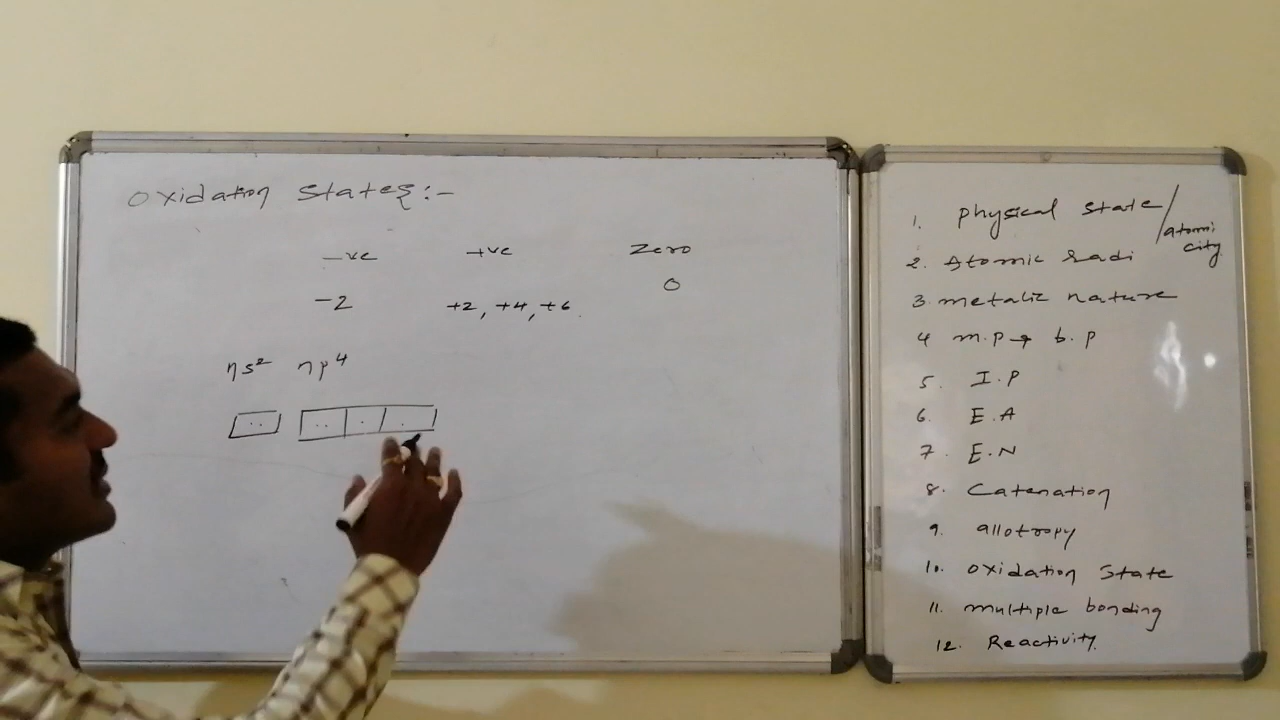 Oxidation States:-
-ve +ve Zero
-2 +2, +4, +6. 0
ns² np⁴
1. Physical State/atomicity
2. Atomic radi
3. metalic nature
4 m.p → b.p
5. I.P
6. E.A
7. E.N
8. Catenation
9. allotropy
10. oxidation State
11. multiple bonding
12. Reactivity.